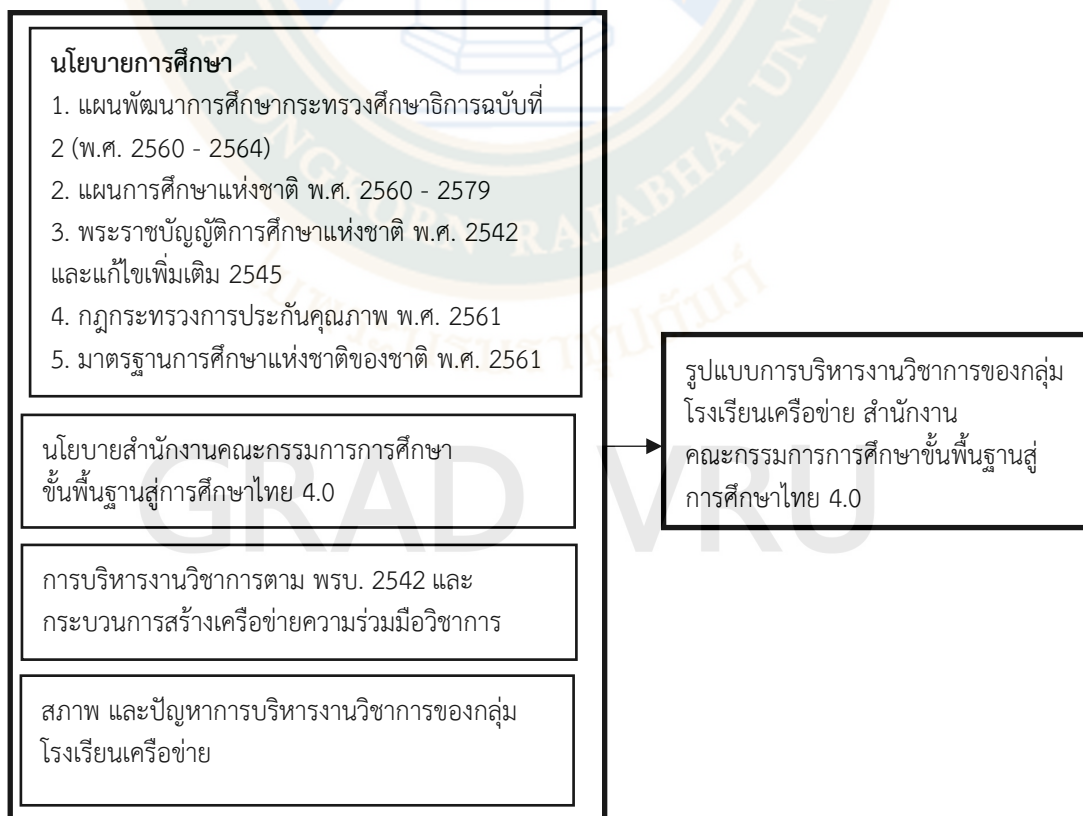 นโยบายการศึกษา
1. แผนพัฒนาการศึกษากระทรวงศึกษาธิการฉบับที่
2 (พ.ศ. 2560 - 2564)
2. แผนการศึกษาแห่งชาติ พ.ศ. 2560 - 2579
3. พระราชบัญญัติการศึกษาแห่งชาติ พ.ศ. 2542
และแก้ไขเพิ่มเติม 2545
4. กฎกระทรวงการประกันคุณภาพ พ.ศ. 2561
5. มาตรฐานการศึกษาแห่งชาติของชาติ พ.ศ. 2561
นโยบายสำนักงานคณะกรรมการการศึกษา
ขั้นพื้นฐานสู่การศึกษาไทย 4.0
การบริหารงานวิชาการตาม พรบ. 2542 และ
กระบวนการสร้างเครือข่ายความร่วมมือวิชาการ
สภาพ และปัญหาการบริหารงานวิชาการของกลุ่ม
โรงเรียนเครือข่าย
รูปแบบการบริหารงานวิชาการของกลุ่ม
โรงเรียนเครือข่าย สำนักงาน
คณะกรรมการการศึกษาขั้นพื้นฐานสู่
การศึกษาไทย 4.0
GRAD VRU
ALONGKORN RAJABHAT UNI